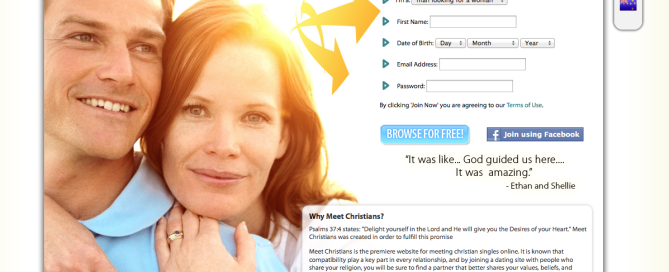 I'm a: man looking for a woman
First Name:
Date of Birth: Day Month Year
Email Address:
Password:
By clicking 'Join Now' you are agreeing to our Terms of Use.
BROWSE FOR FREE!
f Join using Facebook
“It was like... God guided us here....
It was amazing.”
- Ethan and Shellie
Why Meet Christians?
Psalms 37:4 states: "Delight yourself in the Lord and He will give you the Desires of your Heart." Meet
Christians was created in order to fulfill this promise
Meet Christians is the premiere website for meeting christian singles online. It is known that
compatibility play a key part in every relationship, and by joining a dating site with people who
share your religion, you will be sure to find a partner that better shares your values, beliefs, and